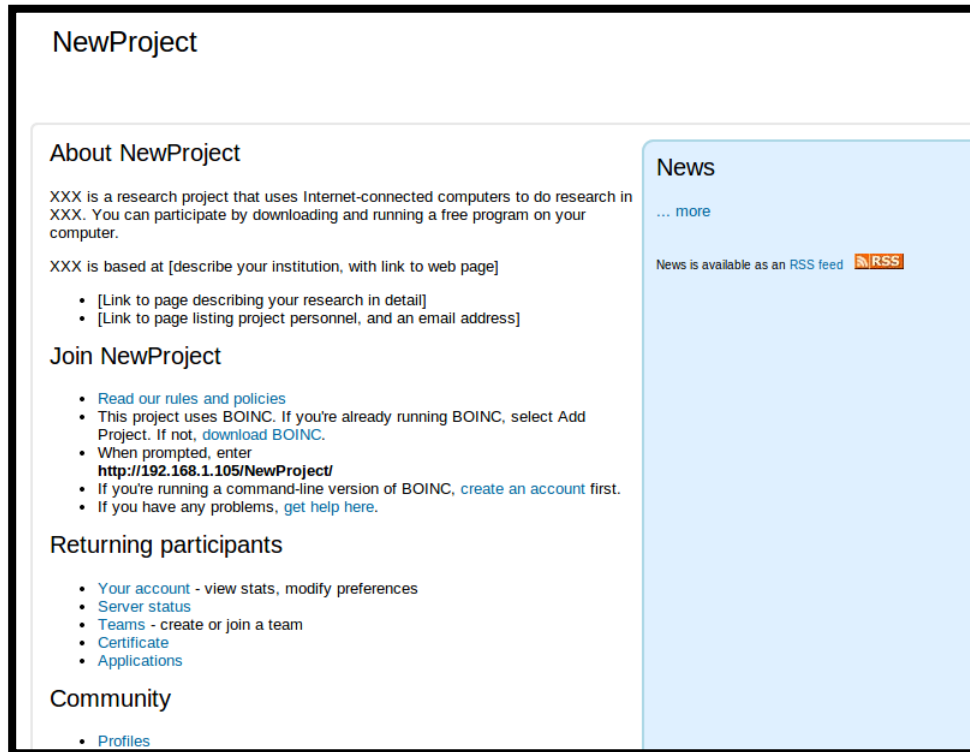 NewProject
About NewProject
XXX is a research project that uses Internet-connected computers to do research in
XXX. You can participate by downloading and running a free program on your
computer.
XXX is based at [describe your institution, with link to web page]
• [Link to page describing your research in detail]
• [Link to page listing project personnel, and an email address]
Join NewProject
• Read our rules and policies
• This project uses BOINC. If you're already running BOINC, select Add
Project. If not, download BOINC.
• When prompted, enter
http://192.168.1.105/NewProject/
• If you're running a command-line version of BOINC, create an account first.
• If you have any problems, get help here.
Returning participants
• Your account - view stats, modify preferences
• Server status
• Teams - create or join a team
• Certificate
• Applications
Community
• Profiles
News
... more
News is available as an RSS feed RSS